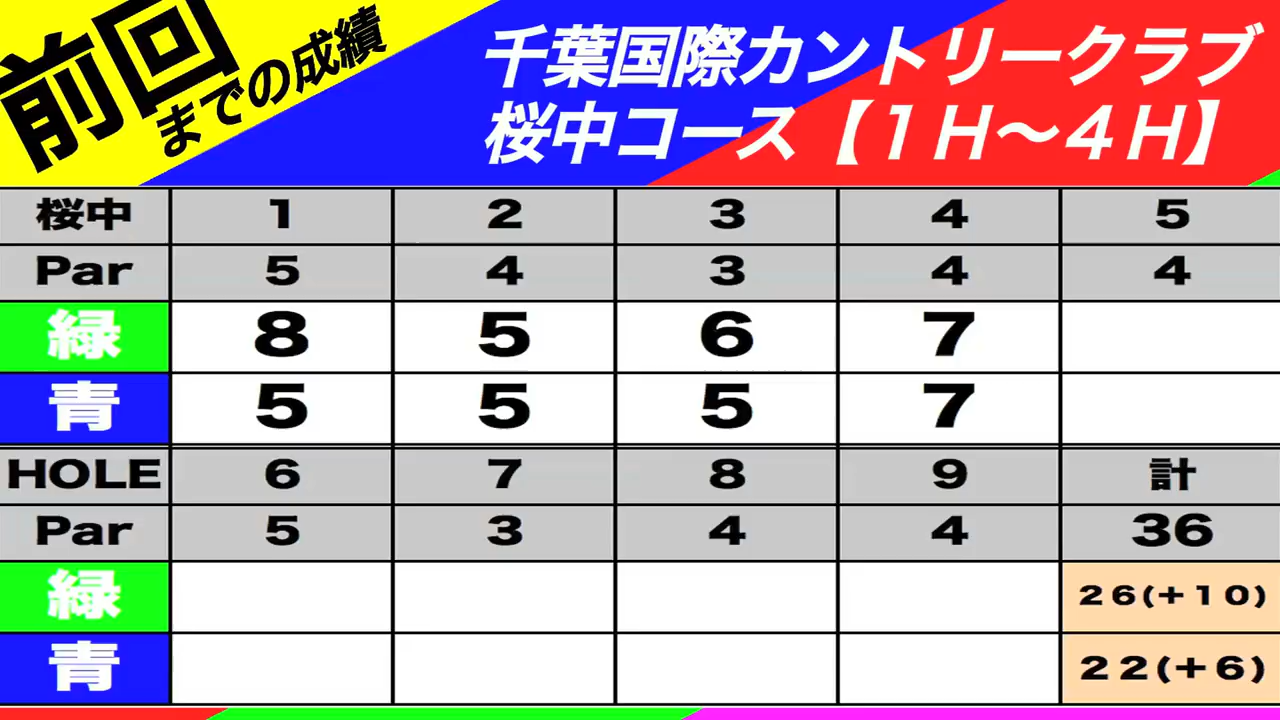 前回
までの成績
千葉国際カントリークラブ
桜中コース【１Ｈ〜４Ｈ】
桜中 1 2 3 4 5
Par 5 4 3 4 4
緑 8 5 6 7
青 5 5 5 7
HOLE 6 7 8 9 計
Par 5 3 4 4 36
緑 ２６(＋１０)
青 ２２(＋６)